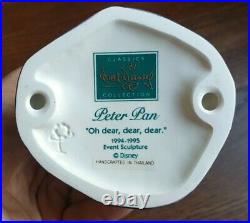 CLASSICS
Walt Disney
COLLECTION
Peter Pan
"Oh dear, dear, dear."
1994-1995
Event Sculpture
© Disney
HANDCRAFTED IN THAILAND